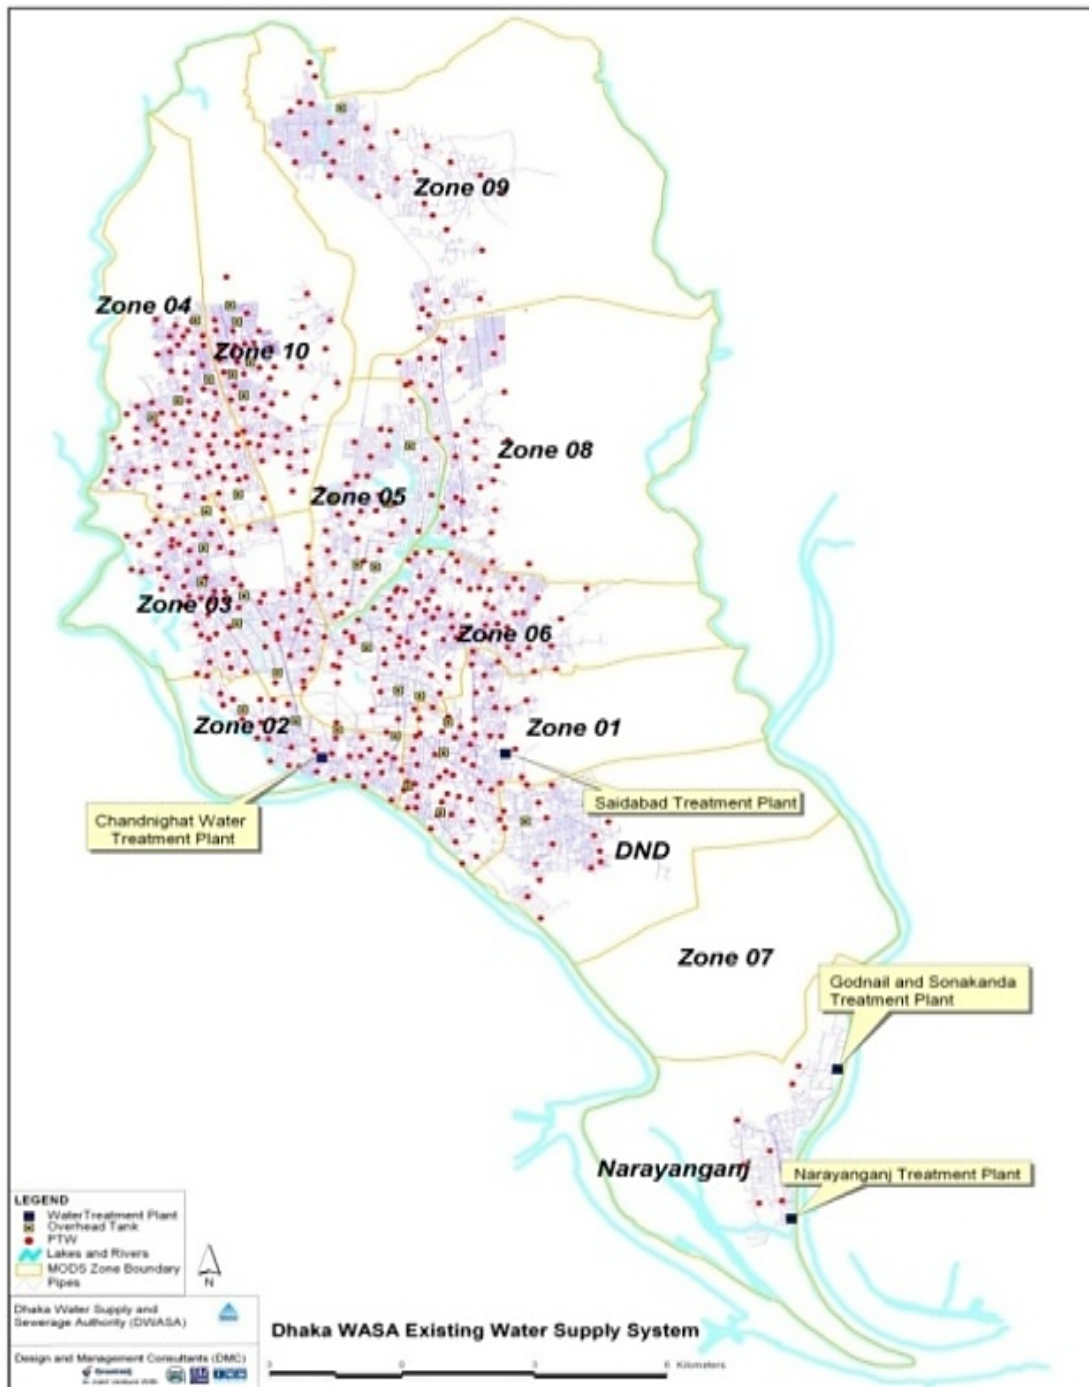 Zone 09
Zone 04
Zone 10
Zone 08
Zone 05
Zone 03
Zone 06
Zone 02
Zone 01
Chandnighat Water
Treatment Plant
Saidabad Treatment Plant
DND
Zone 07
Godnail and Sonakanda
Treatment Plant
Narayanganj
Narayanganj Treatment Plant
LEGEND
WaterTreatment Plant
Overhead Tank
PTW
Lakes and Rivers
MODS Zone Boundary
Pipes
N
Dhaka Water Supply and
Sewerage Authority (DWASA)
Dhaka WASA Existing Water Supply System
Design and Management Consultants (DMC)
3 0 3 6 Kilometers